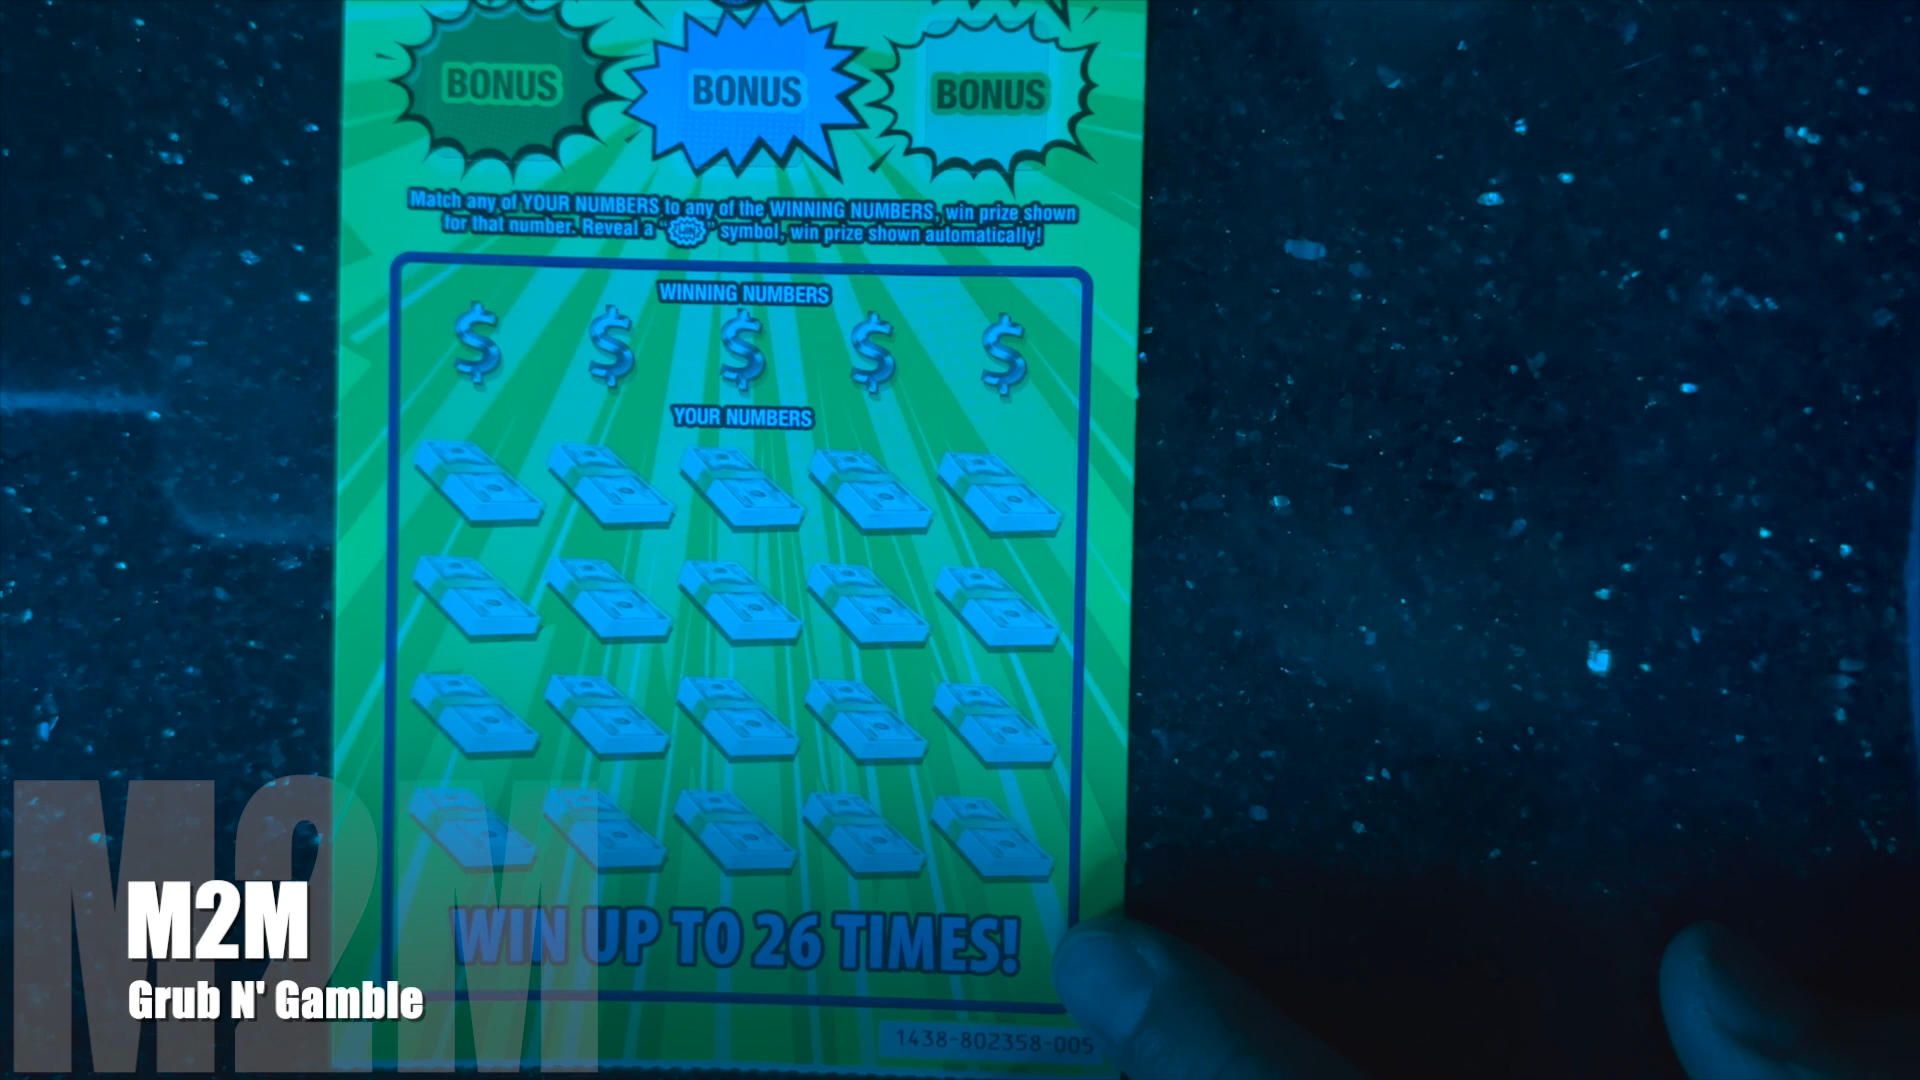 BONUS BONUS BONUS
Match any of YOUR NUMBERS to any of the WINNING NUMBERS, win prize shown
for that number. Reveal a " " symbol, win prize shown automatically!
WINNING NUMBERS
$ $ $ $ $
YOUR NUMBERS
WIN UP TO 26 TIMES!
1438-802358-005
M2M
M2M
Grub N' Gamble